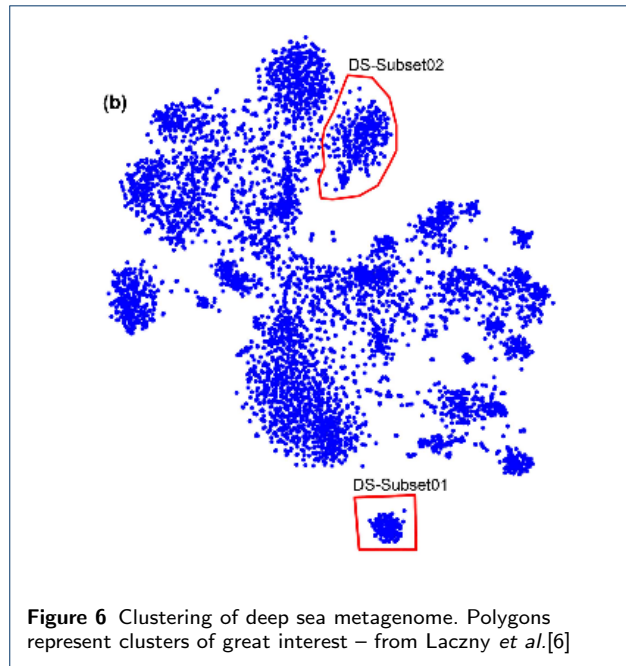 DS-Subset02
(b)
DS-Subset01
Figure 6 Clustering of deep sea metagenome. Polygons
represent clusters of great interest – from Laczny et al.[6]